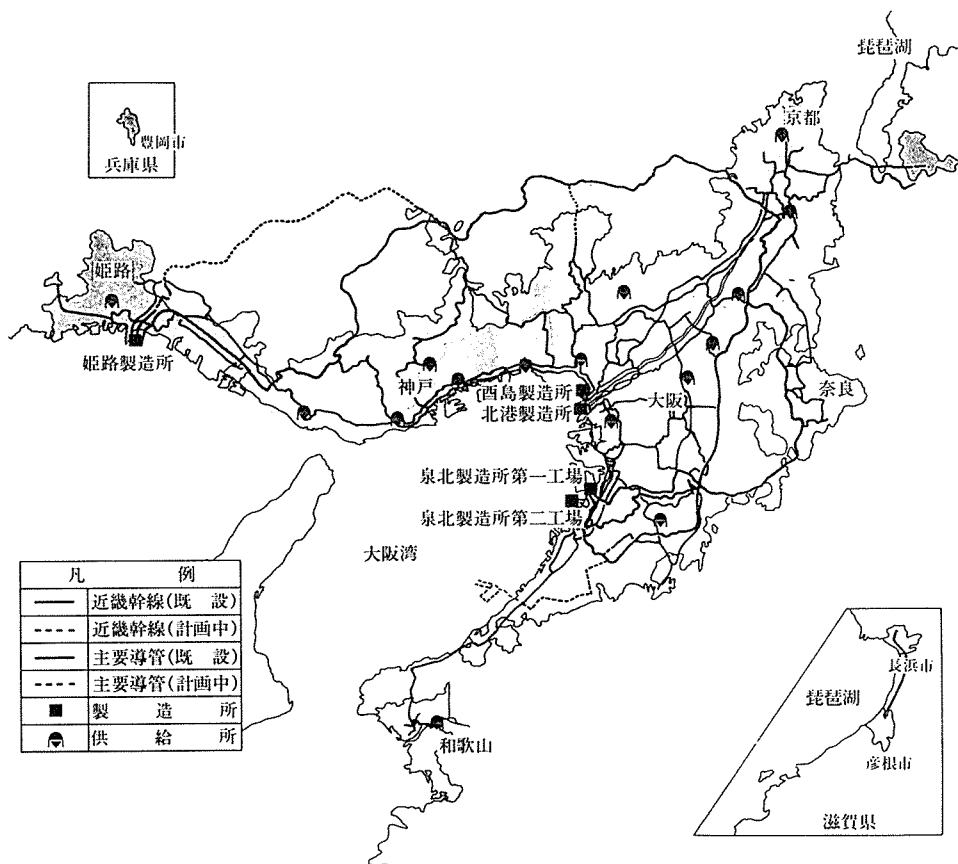 琵琶湖
京都
豊岡市
兵庫県
姫路
姫路製造所
神戸
酉島製造所
北港製造所
大阪
奈良
泉北製造所第一工場
泉北製造所第二工場
大阪湾
凡 例
近畿幹線(既 設)
近畿幹線(計画中)
主要導管(既 設)
主要導管(計画中)
製 造 所
供 給 所
和歌山
長浜市
琵琶湖
彦根市
滋賀県